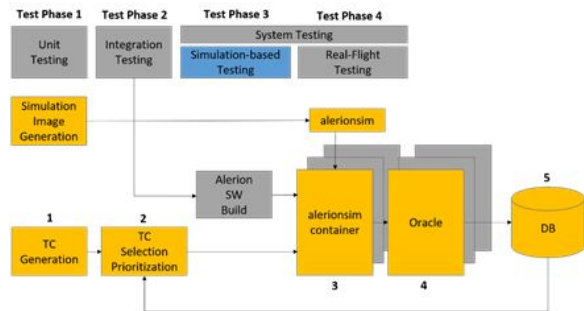 Test Phase 1 Test Phase 2 Test Phase 3 Test Phase 4
Unit
Testing
Integration
Testing
System Testing
Simulation-based
Testing
Real-Flight
Testing
Simulation
Image
Generation
alerionsim
Alerion
SW
Build
1
TC
Generation
2
TC
Selection
Prioritization
alerionsim
container
3
Oracle
4
5
DB